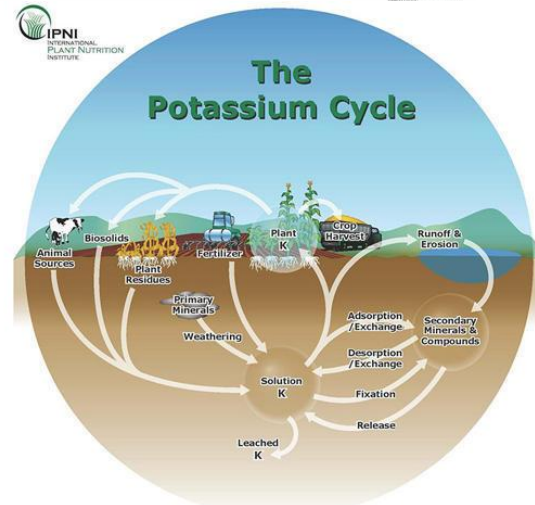 IPNI
INTERNATIONAL
PLANT NUTRITION
INSTITUTE
The
Potassium Cycle
Animal
Sources
Biosolids
Plant
Residues
Fertilizer
Plant
K
Crop
Harvest
Runoff &
Erosion
Primary
Minerals
Weathering
Adsorption
/Exchange
Secondary
Minerals &
Compounds
Desorption
/Exchange
Solution
K
Fixation
Release
Leached
K